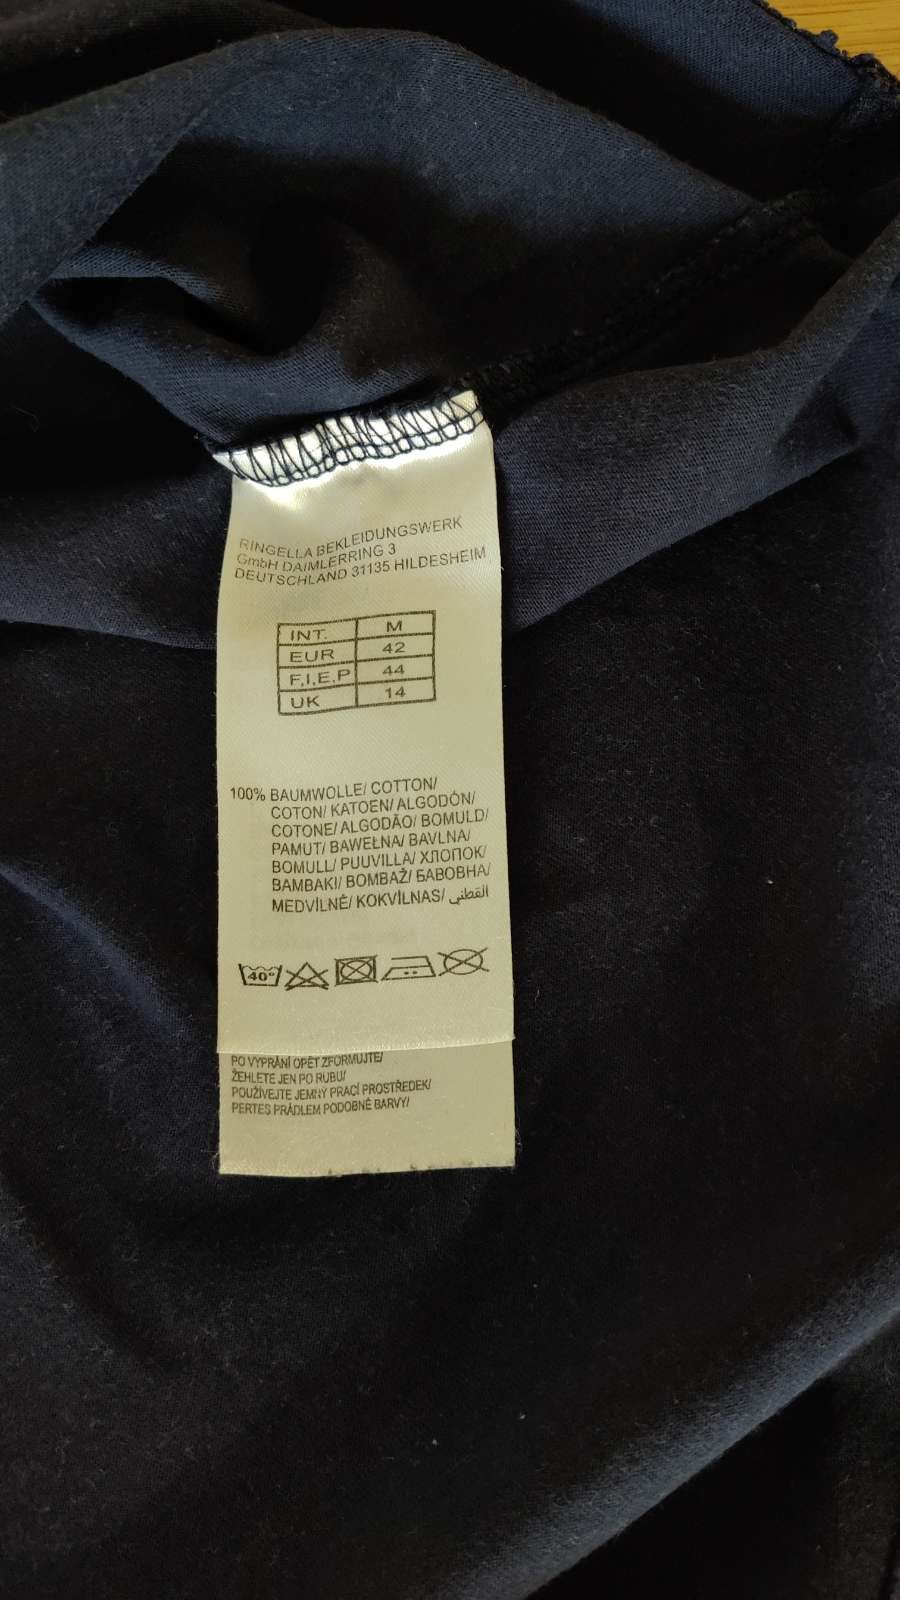 RINGELLA BEKLEIDUNGSWERK
GmbH DAIMLERRING 3
DEUTSCHLAND 31135 HILDESHEIM
INT. M
EUR 42
F,I,E,P 44
UK 14
100% BAUMWOLLE/ COTTON/
COTON/ KATOEN/ ALGODÓN/
COTONE/ ALGODÃO/ BOMULD/
PAMUT/ BAWEŁNA/ BAVLNA/
BOMULL/ PUUVILLA/ ХЛОПОК/
BAMBAKI/ BOMBAŽ/ БАВОВНА/
MEDVILNĖ/ KOKVİLNAS/ القطني
40°
PO VYPRÁNÍ OPĚT ZFORMUJTE/
ŽEHLETE JEN PO RUBU/
POUŽÍVEJTE JEMNÝ PRACÍ PROSTŘEDEK/
PERTES PRÁDLEM PODOBNÉ BARVY/